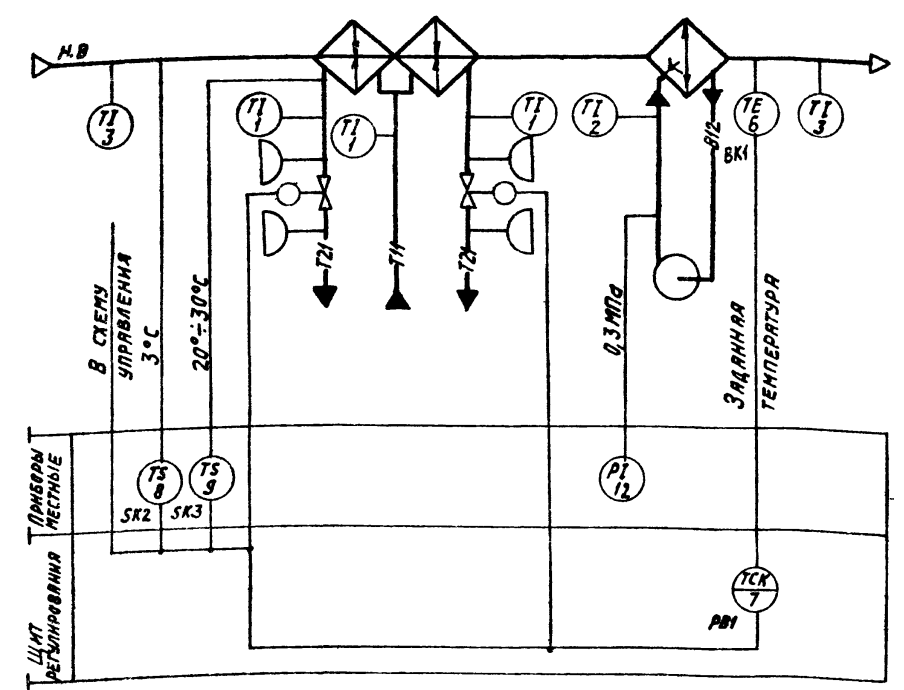 Н.В
TI
3
TI
1
TI
1
TI
1
TI
2
TE
6
TI
3
В12
ВК1
Т21
Т11
Т21
В СХЕМУ
УПРАВЛЕНИЯ
3°С
20°÷30°С
0,3МПа
ЗАДАННАЯ
ТЕМПЕРАТУРА
ПРИБОРЫ
МЕСТНЫЕ
TS
8
SK2
TS
9
SK3
PI
12
ЩИТ
РЕГУЛИРОВАНИЯ
TCK
7
РВ1